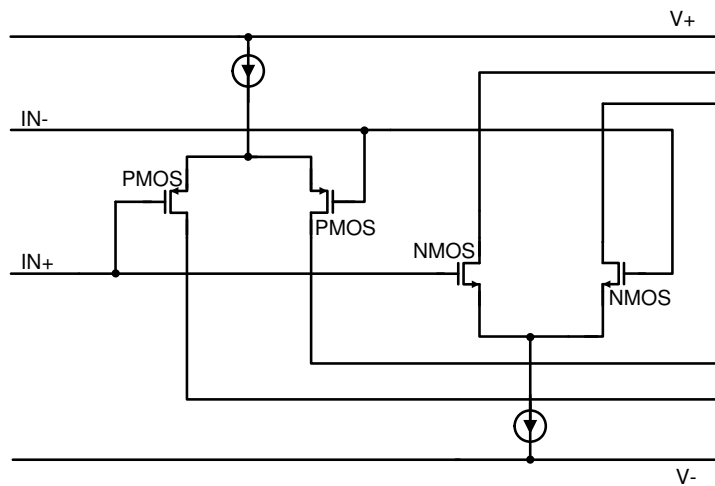 V+
IN-
PMOS
PMOS
NMOS
IN+
NMOS
V-